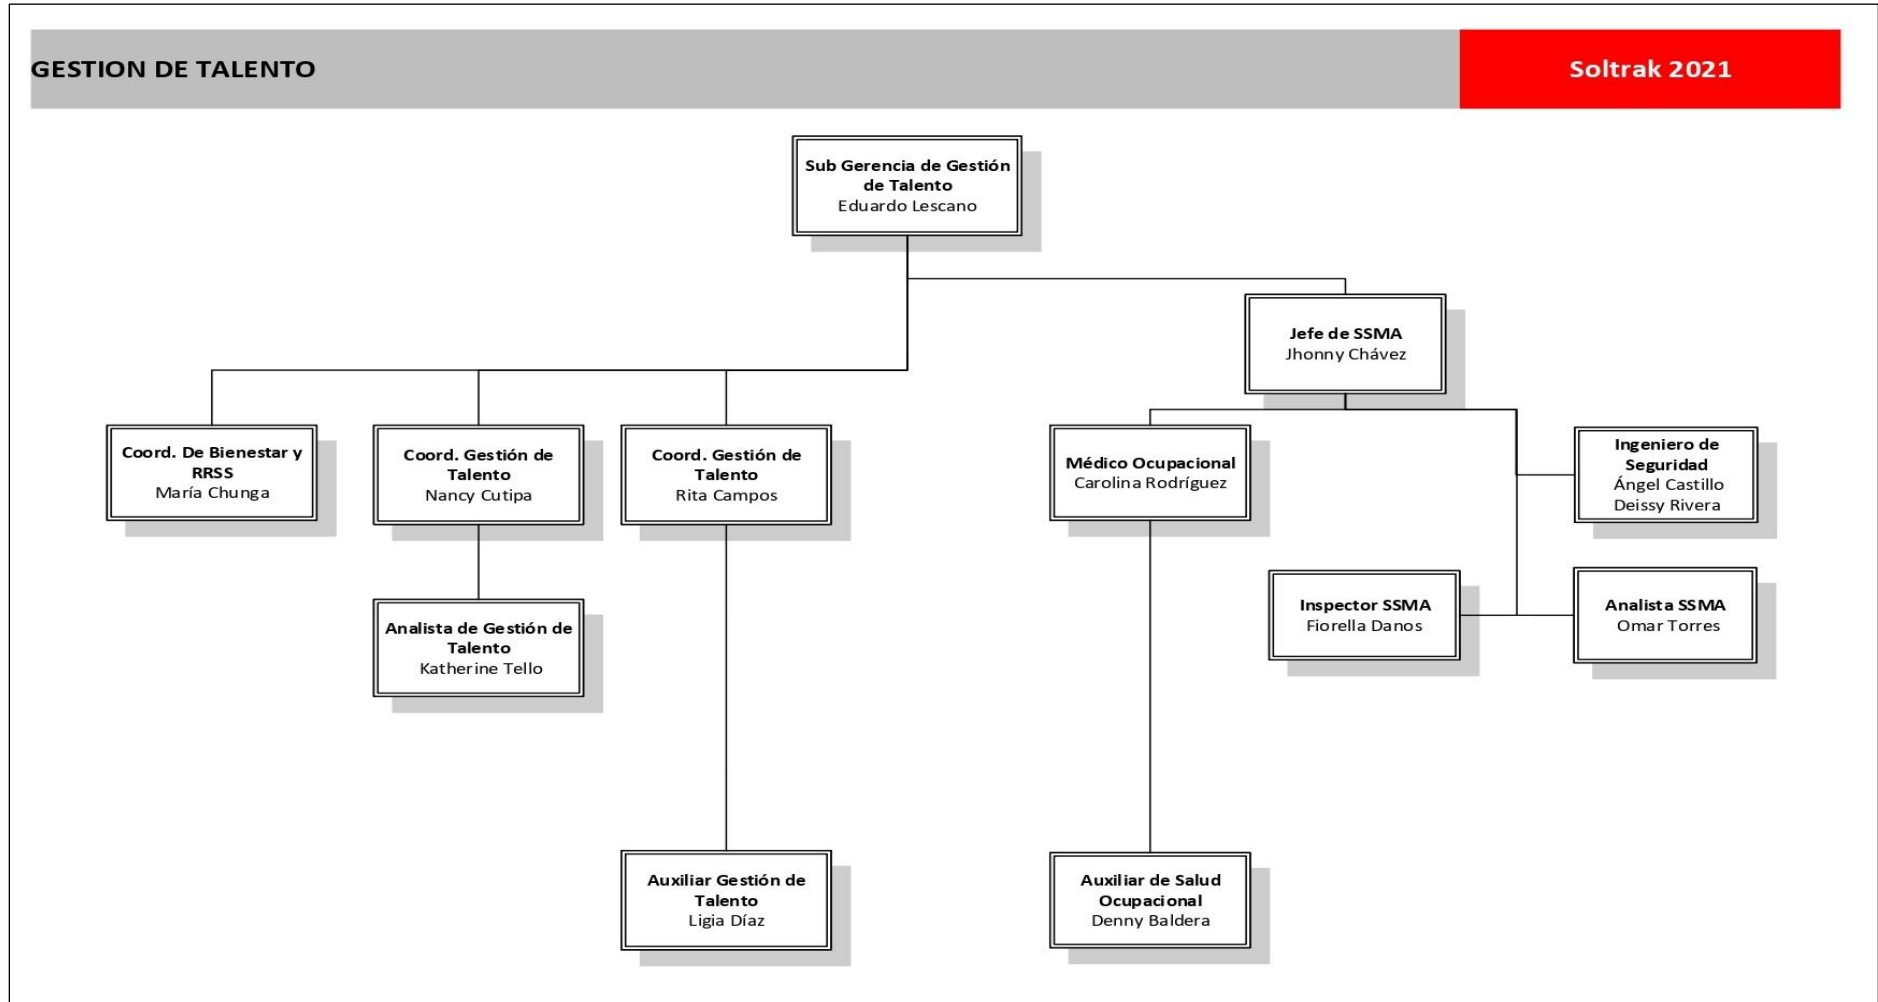 GESTION DE TALENTO
Soltrak 2021
Sub Gerencia de Gestión
de Talento
Eduardo Lescano
Jefe de SSMA
Jhonny Chávez
Coord. De Bienestar y
RRSS
María Chunga
Coord. Gestión de
Talento
Nancy Cutipa
Coord. Gestión de
Talento
Rita Campos
Médico Ocupacional
Carolina Rodríguez
Ingeniero de
Seguridad
Ángel Castillo
Deissy Rivera
Analista de Gestión de
Talento
Katherine Tello
Inspector SSMA
Fiorella Danos
Analista SSMA
Omar Torres
Auxiliar Gestión de
Talento
Ligia Díaz
Auxiliar de Salud
Ocupacional
Denny Baldera